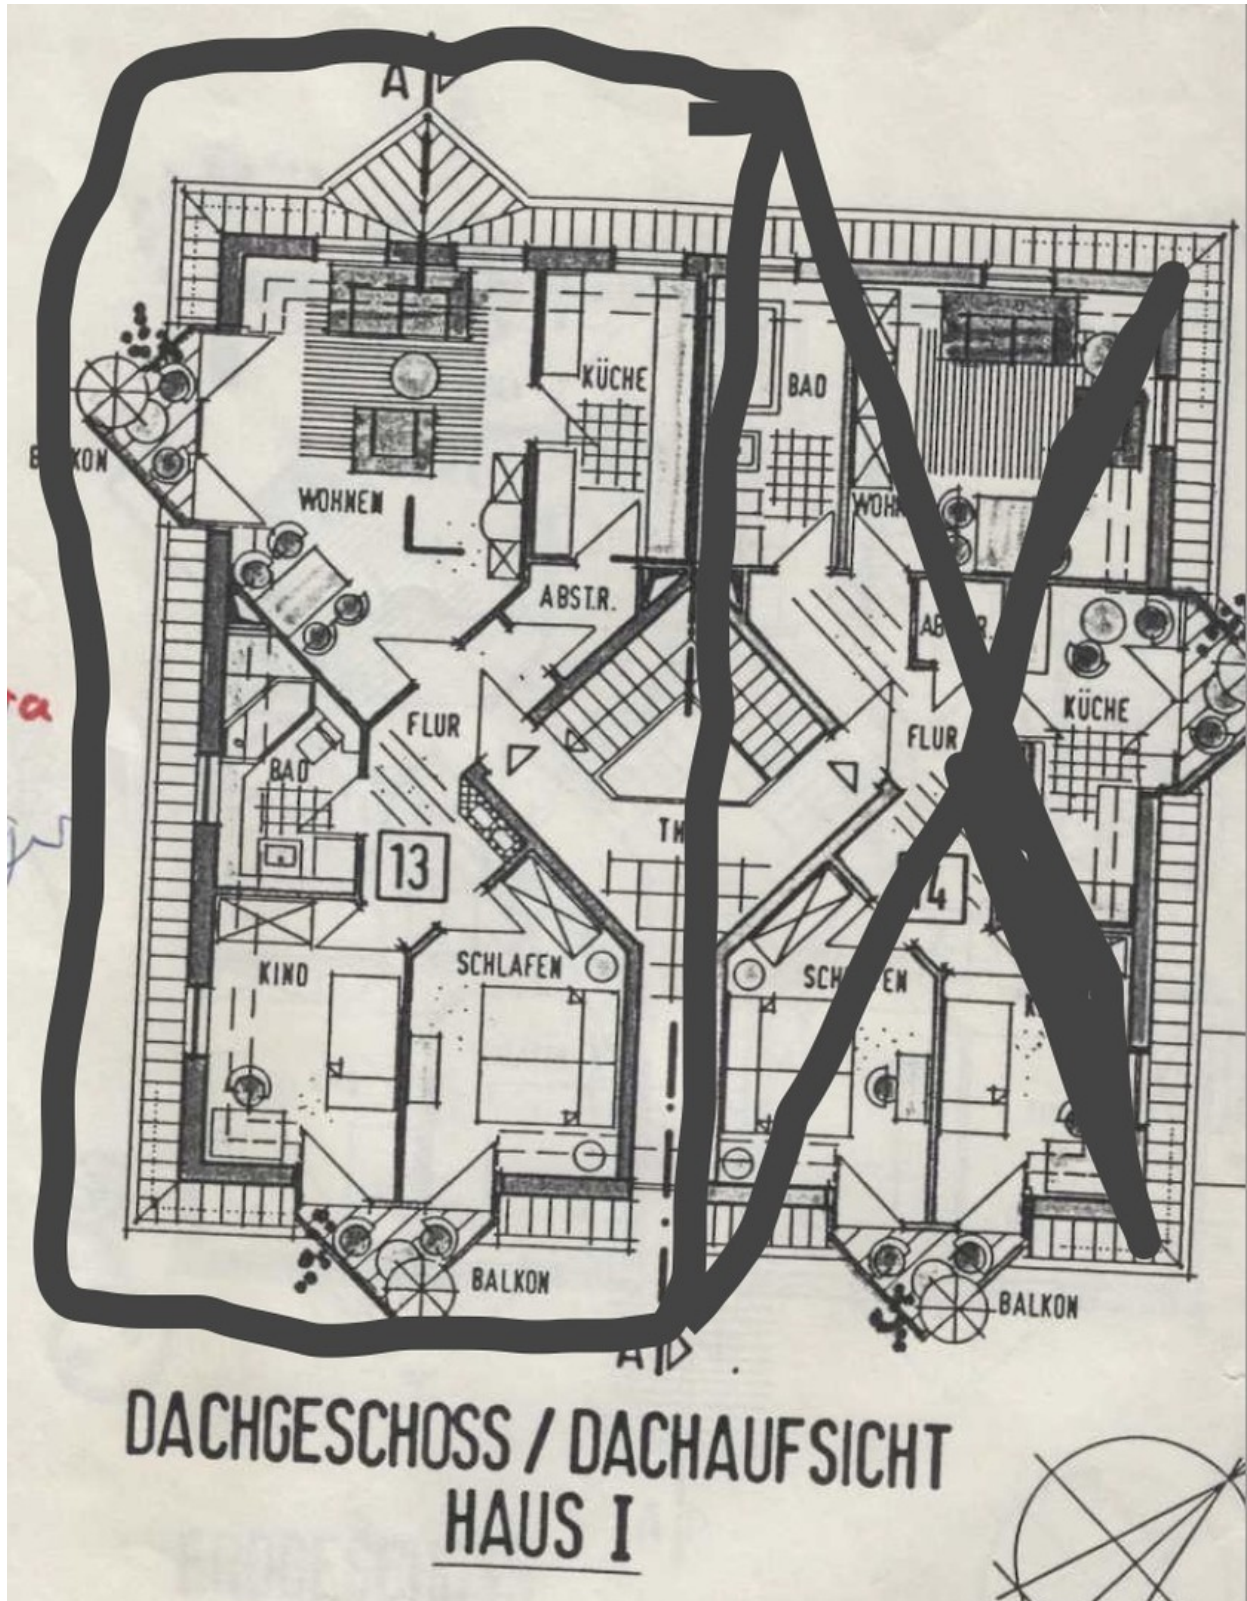 A
KÜCHE
BAD
BALKON
WOHNEN
ABSTR.
FLUR
KÜCHE
FLUR
BAD
13
KIND
SCHLAFEN
BALKON
BALKON
A
DACHGESCHOSS / DACHAUFSICHT
HAUS I